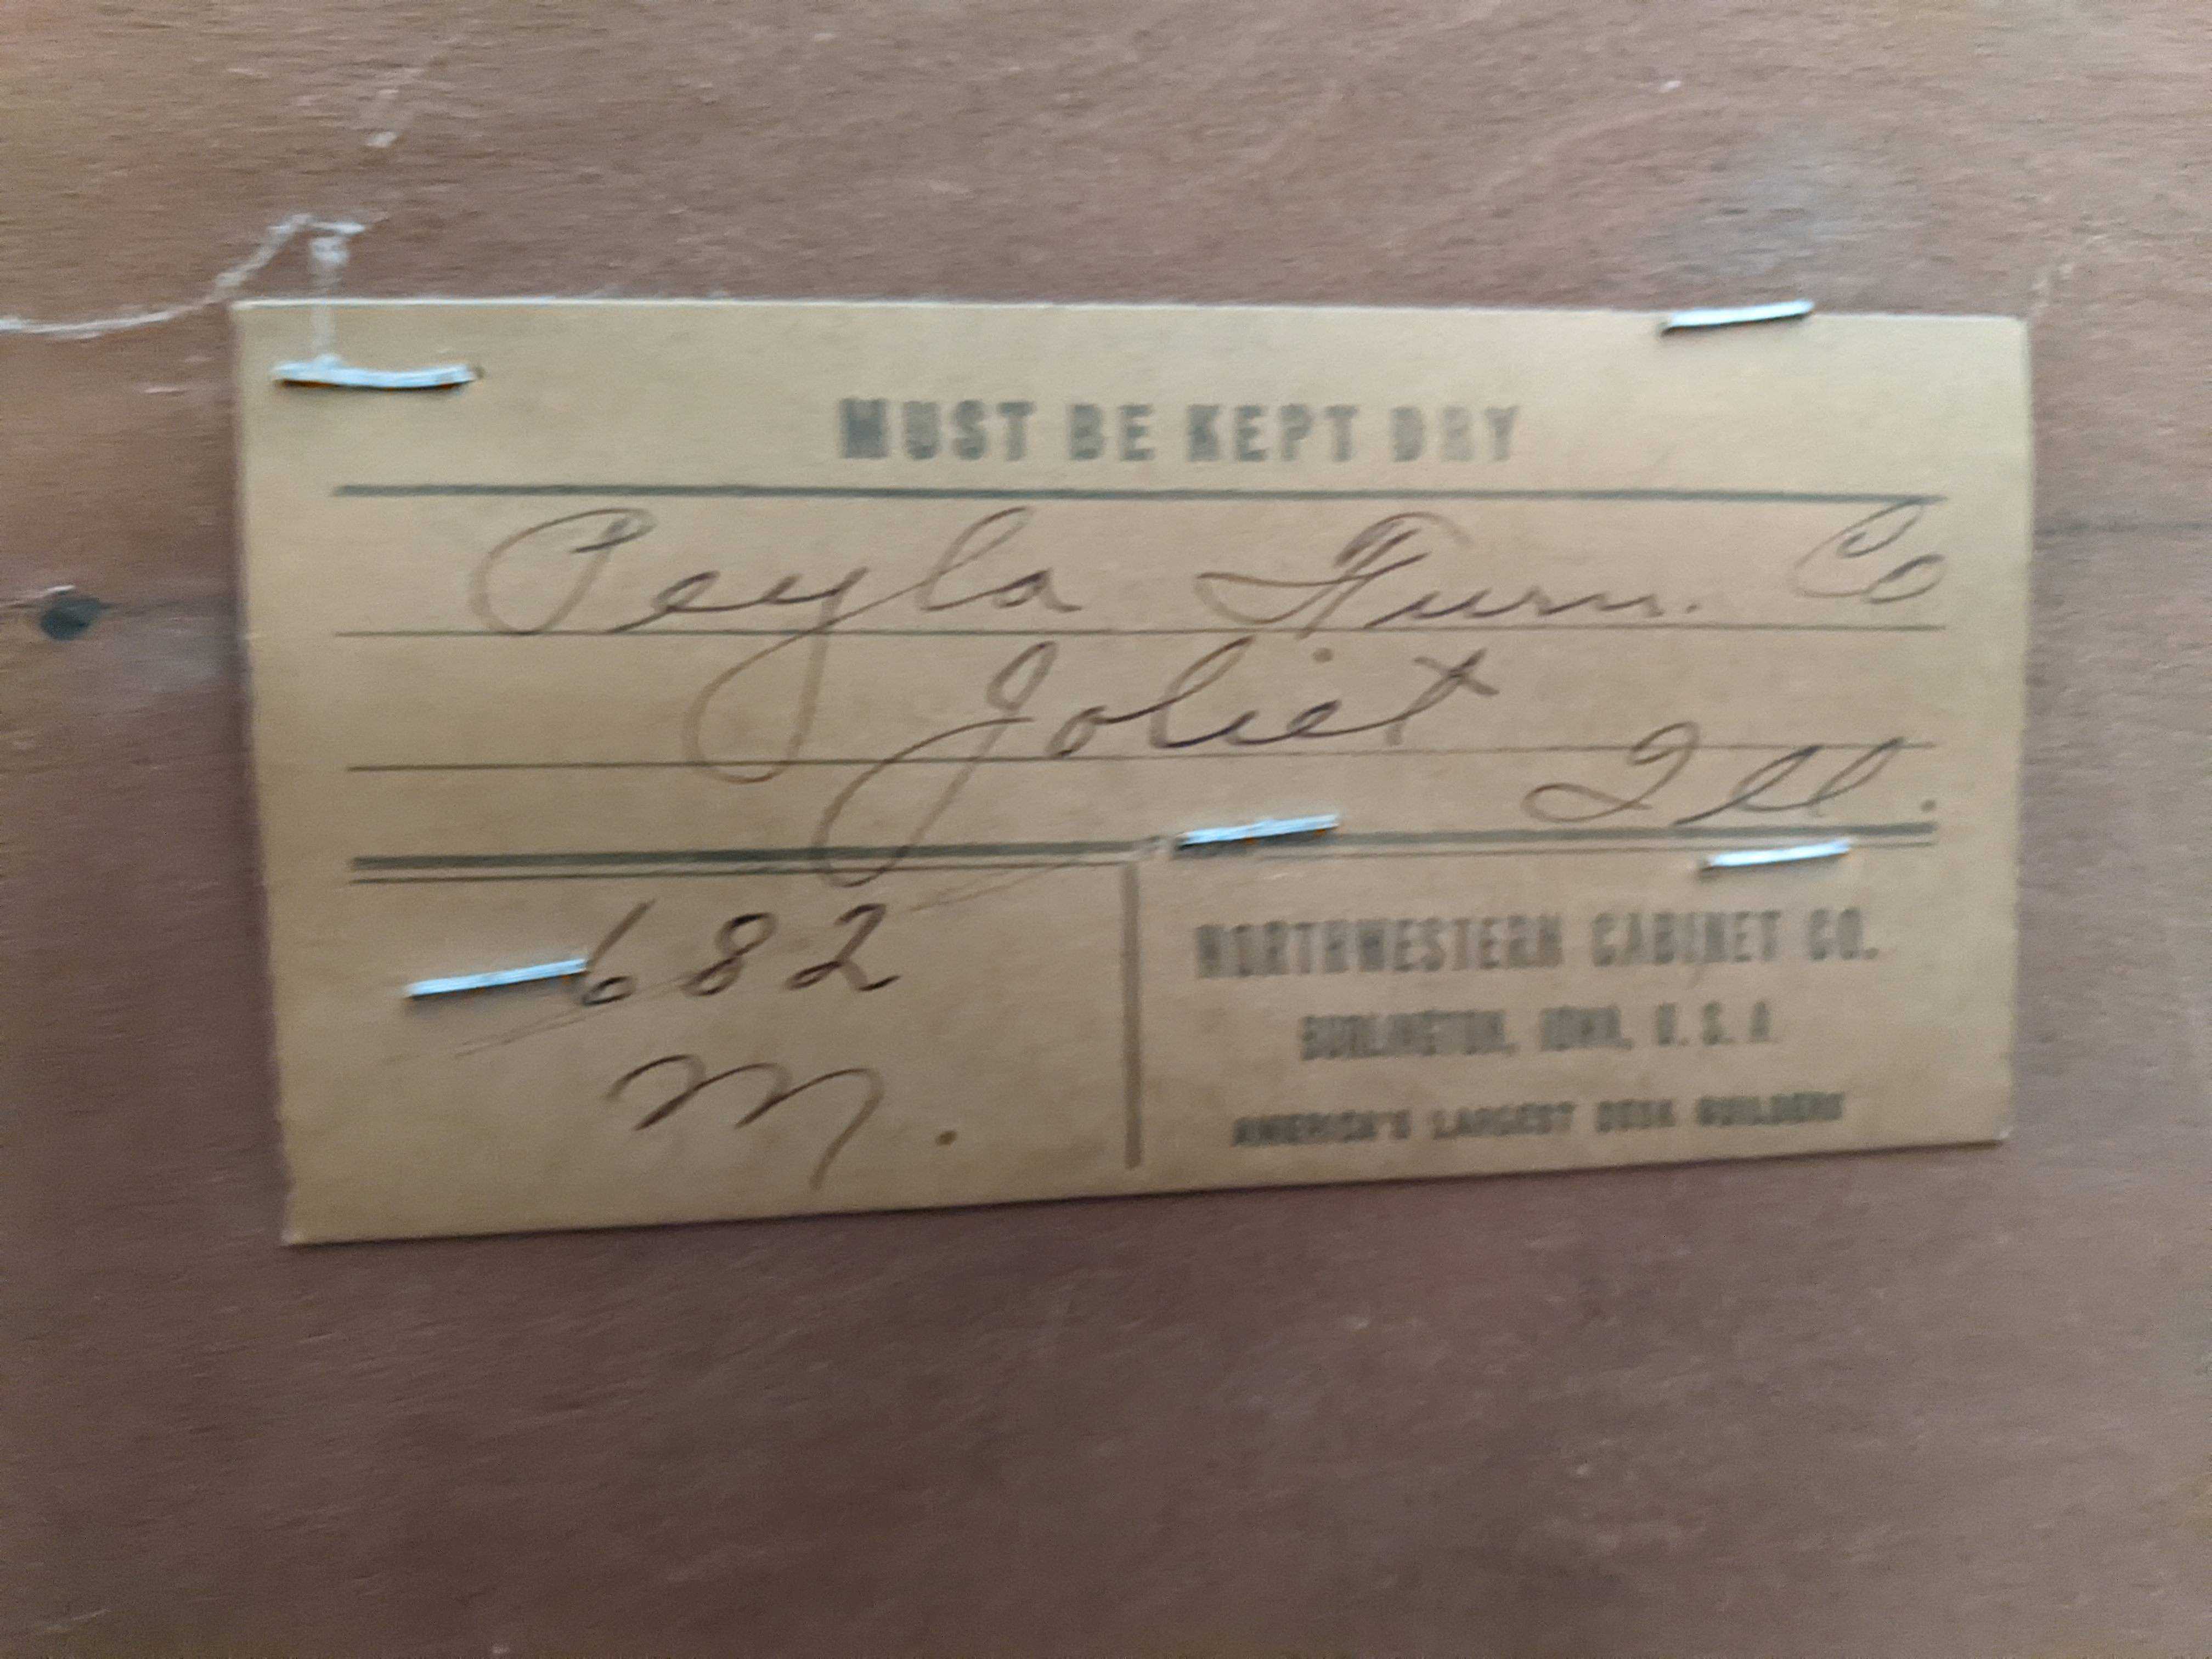 MUST BE KEPT DRY
Peyla Furn. Co
Joliet
Ill.
682
M.
NORTHWESTERN CABINET CO.
BURLINGTON, IOWA, U. S. A.
AMERICA'S LARGEST DESK BUILDERS